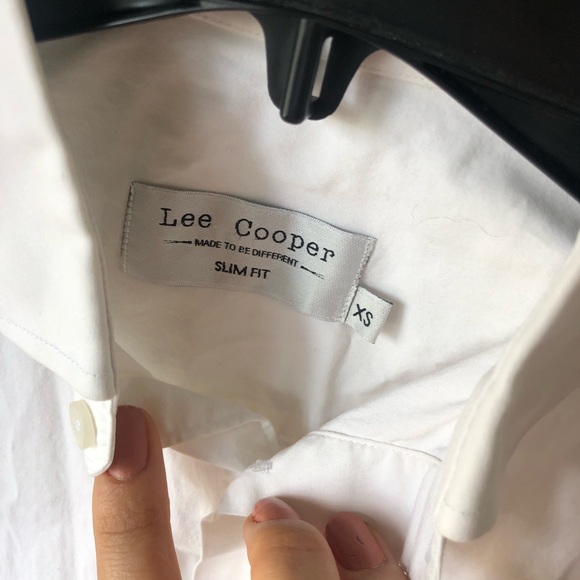 Lee Cooper
MADE TO BE DIFFERENT
SLIM FIT
XS